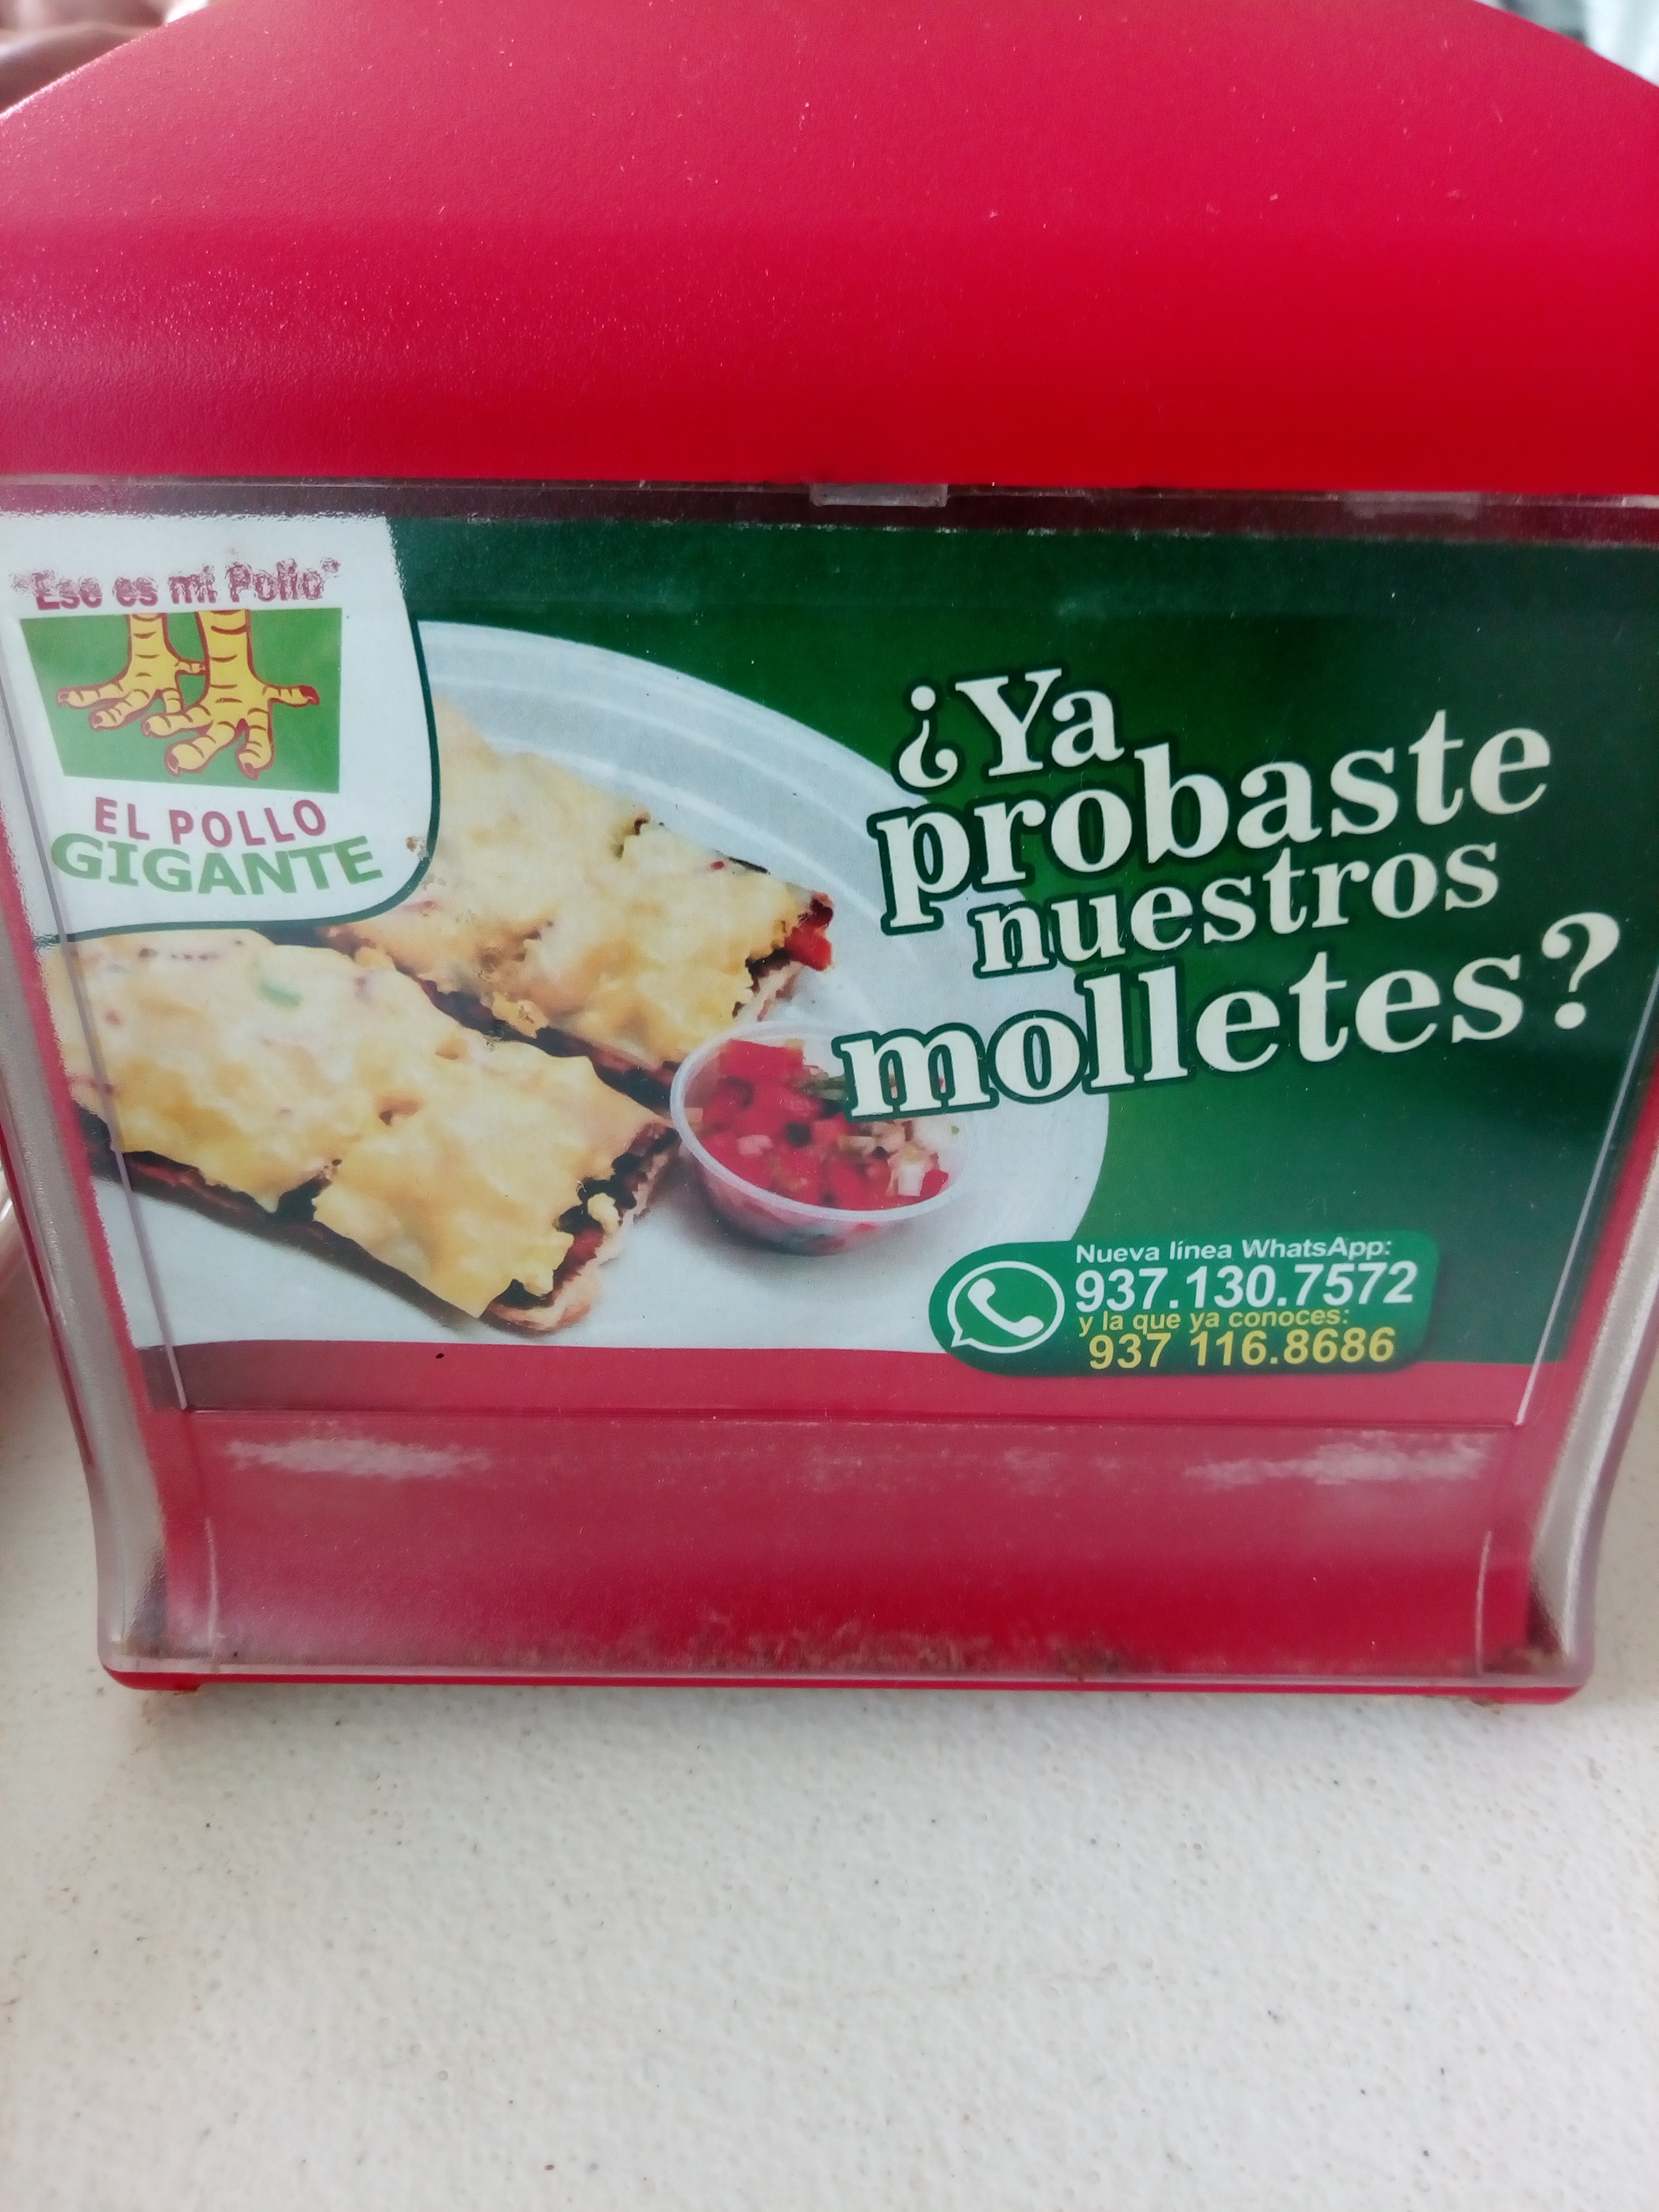 "Ese es mi Pollo"
EL POLLO
GIGANTE
¿Ya
probaste
nuestros
molletes?
Nueva línea WhatsApp:
937.130.7572
y la que ya conoces:
937 116.8686